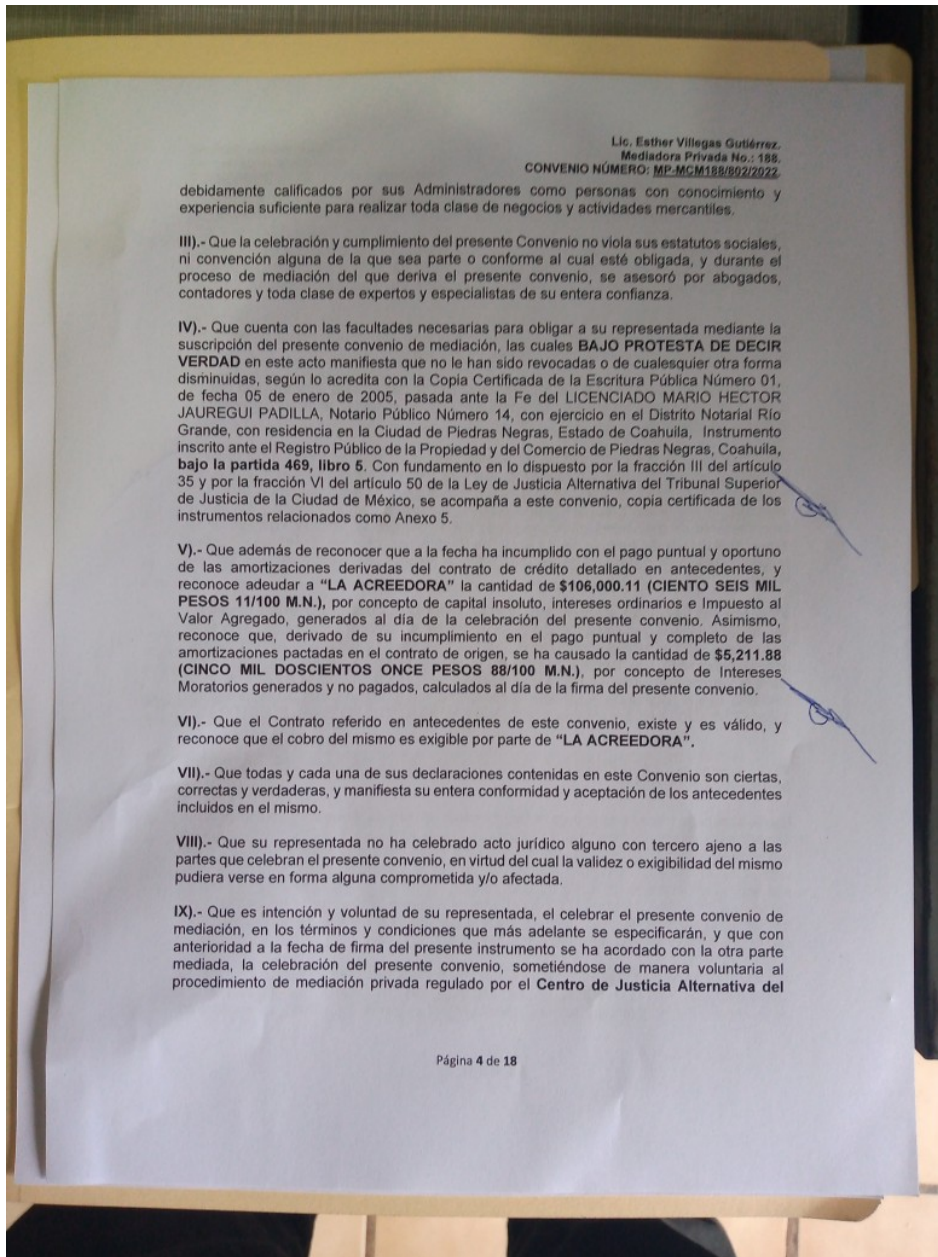 Lic. Esther Villegas Gutiérrez.
Mediadora Privada No.: 188.
CONVENIO NÚMERO: MP-MCM188/802/2022.
debidamente calificados por sus Administradores como personas con conocimiento y
experiencia suficiente para realizar toda clase de negocios y actividades mercantiles.
III).- Que la celebración y cumplimiento del presente Convenio no viola sus estatutos sociales,
ni convención alguna de la que sea parte o conforme al cual esté obligada, y durante el
proceso de mediación del que deriva el presente convenio, se asesoró por abogados,
contadores y toda clase de expertos y especialistas de su entera confianza.
IV).- Que cuenta con las facultades necesarias para obligar a su representada mediante la
suscripción del presente convenio de mediación, las cuales BAJO PROTESTA DE DECIR
VERDAD en este acto manifiesta que no le han sido revocadas o de cualesquier otra forma
disminuidas, según lo acredita con la Copia Certificada de la Escritura Pública Número 01,
de fecha 05 de enero de 2005, pasada ante la Fe del LICENCIADO MARIO HECTOR
JAUREGUI PADILLA, Notario Público Número 14, con ejercicio en el Distrito Notarial Río
Grande, con residencia en la Ciudad de Piedras Negras, Estado de Coahuila, Instrumento
inscrito ante el Registro Público de la Propiedad y del Comercio de Piedras Negras, Coahuila,
bajo la partida 469, libro 5. Con fundamento en lo dispuesto por la fracción III del artículo
35 y por la fracción VI del artículo 50 de la Ley de Justicia Alternativa del Tribunal Superior
de Justicia de la Ciudad de México, se acompaña a este convenio, copia certificada de los
instrumentos relacionados como Anexo 5.
V).- Que además de reconocer que a la fecha ha incumplido con el pago puntual y oportuno
de las amortizaciones derivadas del contrato de crédito detallado en antecedentes, y
reconoce adeudar a “LA ACREEDORA” la cantidad de $106,000.11 (CIENTO SEIS MIL
PESOS 11/100 M.N.), por concepto de capital insoluto, intereses ordinarios e Impuesto al
Valor Agregado, generados al día de la celebración del presente convenio. Asimismo,
reconoce que, derivado de su incumplimiento en el pago puntual y completo de las
amortizaciones pactadas en el contrato de origen, se ha causado la cantidad de $5,211.88
(CINCO MIL DOSCIENTOS ONCE PESOS 88/100 M.N.), por concepto de Intereses
Moratorios generados y no pagados, calculados al día de la firma del presente convenio.
VI).- Que el Contrato referido en antecedentes de este convenio, existe y es válido, y
reconoce que el cobro del mismo es exigible por parte de “LA ACREEDORA”.
VII).- Que todas y cada una de sus declaraciones contenidas en este Convenio son ciertas,
correctas y verdaderas, y manifiesta su entera conformidad y aceptación de los antecedentes
incluidos en el mismo.
VIII).- Que su representada no ha celebrado acto jurídico alguno con tercero ajeno a las
partes que celebran el presente convenio, en virtud del cual la validez o exigibilidad del mismo
pudiera verse en forma alguna comprometida y/o afectada.
IX).- Que es intención y voluntad de su representada, el celebrar el presente convenio de
mediación, en los términos y condiciones que más adelante se especificarán, y que con
anterioridad a la fecha de firma del presente instrumento se ha acordado con la otra parte
mediada, la celebración del presente convenio, sometiéndose de manera voluntaria al
procedimiento de mediación privada regulado por el Centro de Justicia Alternativa del
Página 4 de 18